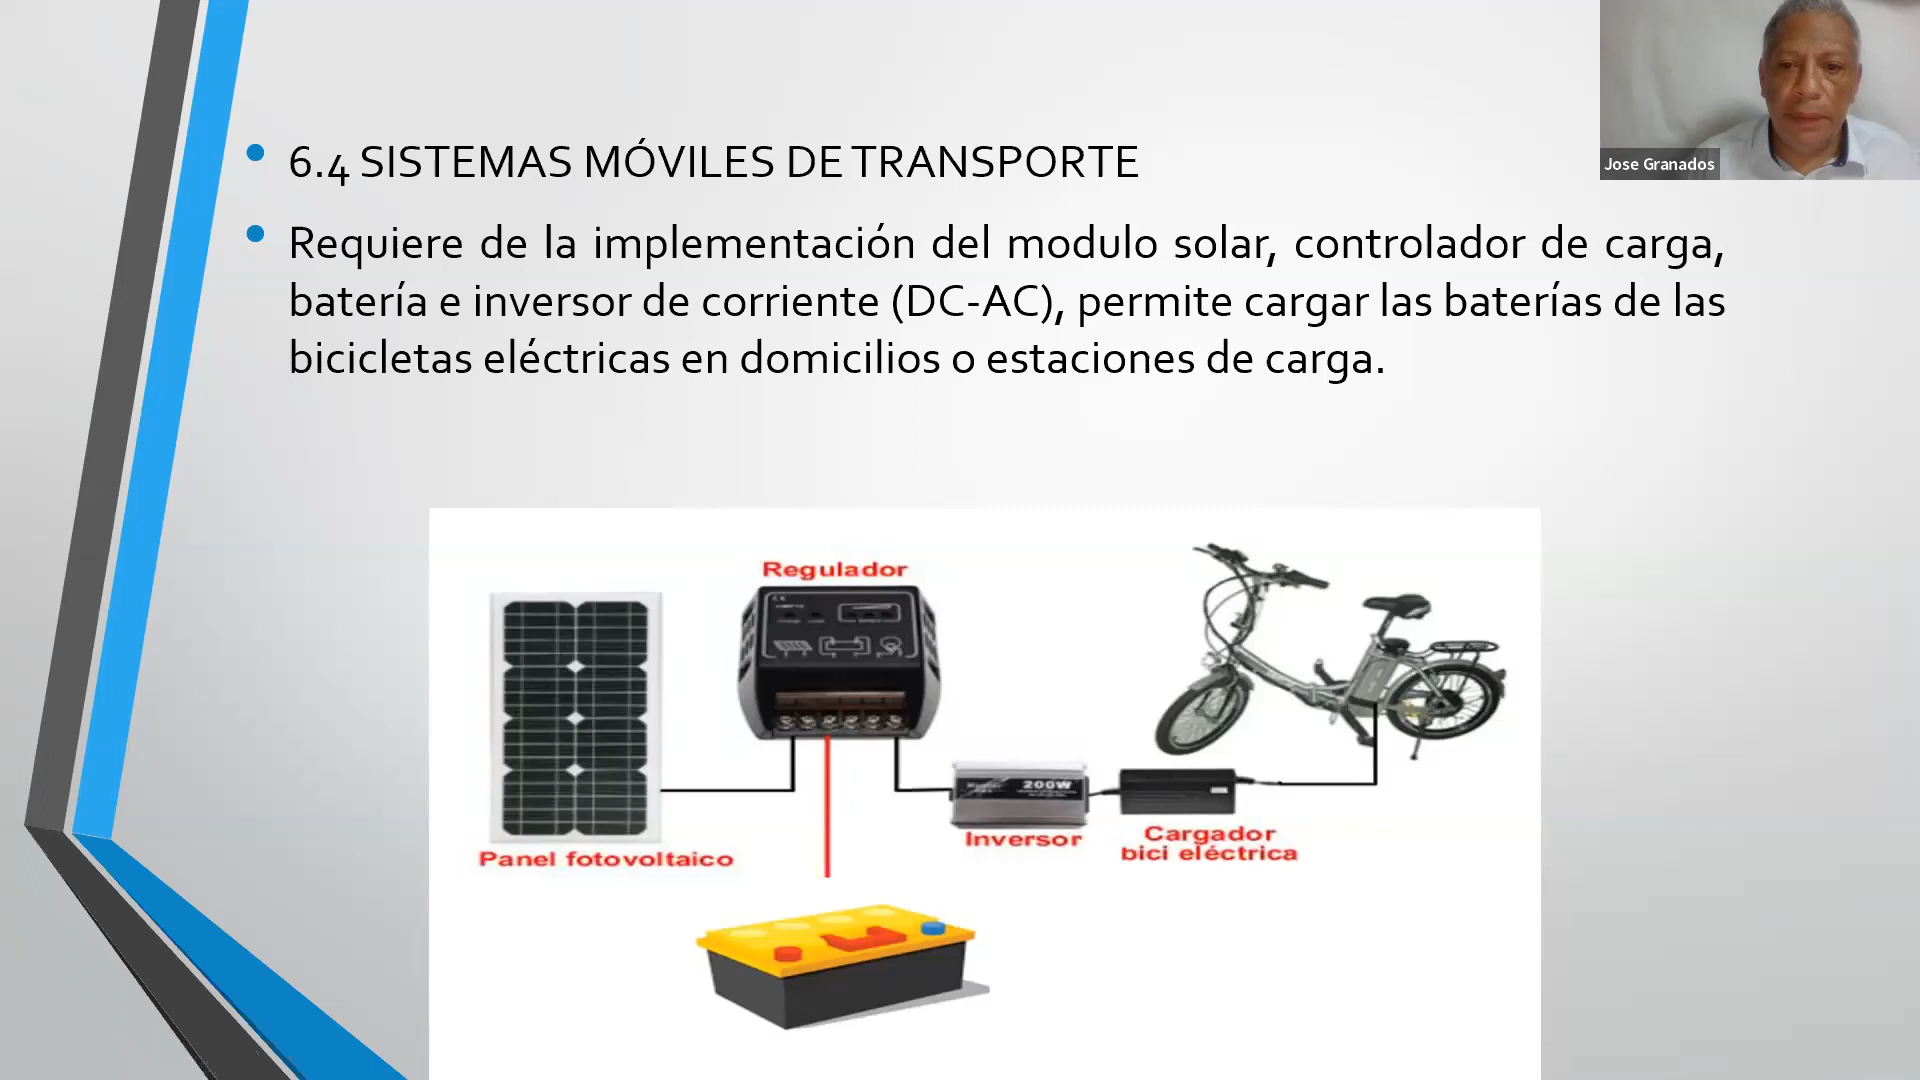 6.4 SISTEMAS MÓVILES DE TRANSPORTE
Requiere de la implementación del modulo solar, controlador de carga,
batería e inversor de corriente (DC-AC), permite cargar las baterías de las
bicicletas eléctricas en domicilios o estaciones de carga.
Jose Granados
Regulador
Panel fotovoltaico
200W
Inversor
Cargador
bici eléctrica